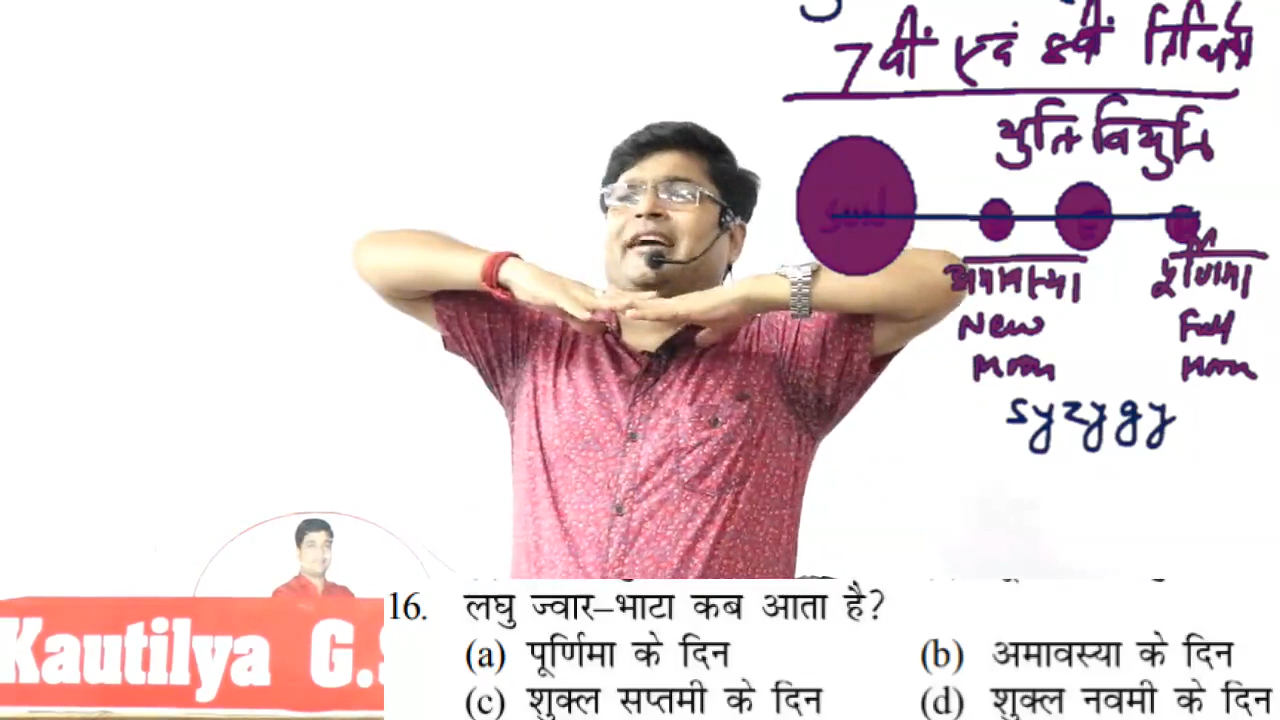 7वीं एवं 8वीं तिथि
युति वियुति
sun
E
अमावस्या
पूर्णिमा
New
Full
Moon
Moon
syzygy
Kautilya G.S
16. लघु ज्वार–भाटा कब आता है?
(a) पूर्णिमा के दिन
(b) अमावस्या के दिन
(c) शुक्ल सप्तमी के दिन
(d) शुक्ल नवमी के दिन